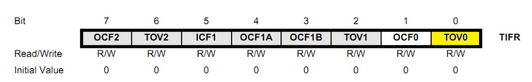 Bit 7 6 5 4 3 2 1 0
OCF2 TOV2 ICF1 OCF1A OCF1B TOV1 OCF0 TOV0 TIFR
Read/Write R/W R/W R/W R/W R/W R/W R/W R/W
Initial Value 0 0 0 0 0 0 0 0